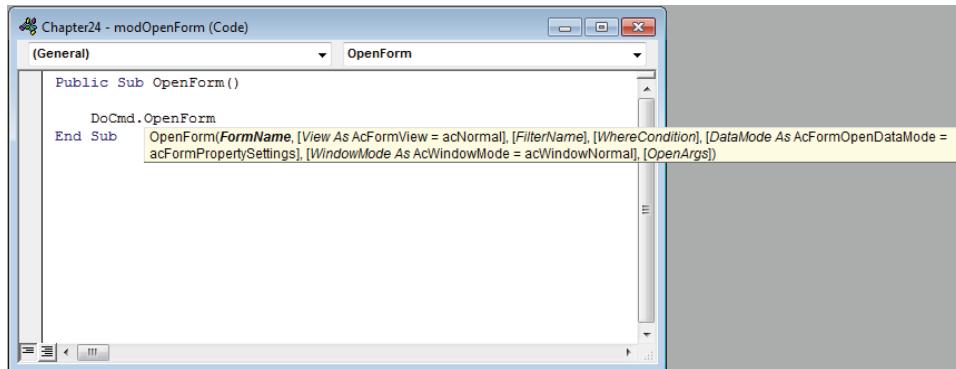 Chapter24 - modOpenForm (Code)
(General) OpenForm
Public Sub OpenForm()
DoCmd.OpenForm
End Sub
OpenForm(FormName, [View As AcFormView = acNormal], [FilterName], [WhereCondition], [DataMode As AcFormOpenDataMode =
acFormPropertySettings], [WindowMode As AcWindowMode = acWindowNormal], [OpenArgs])